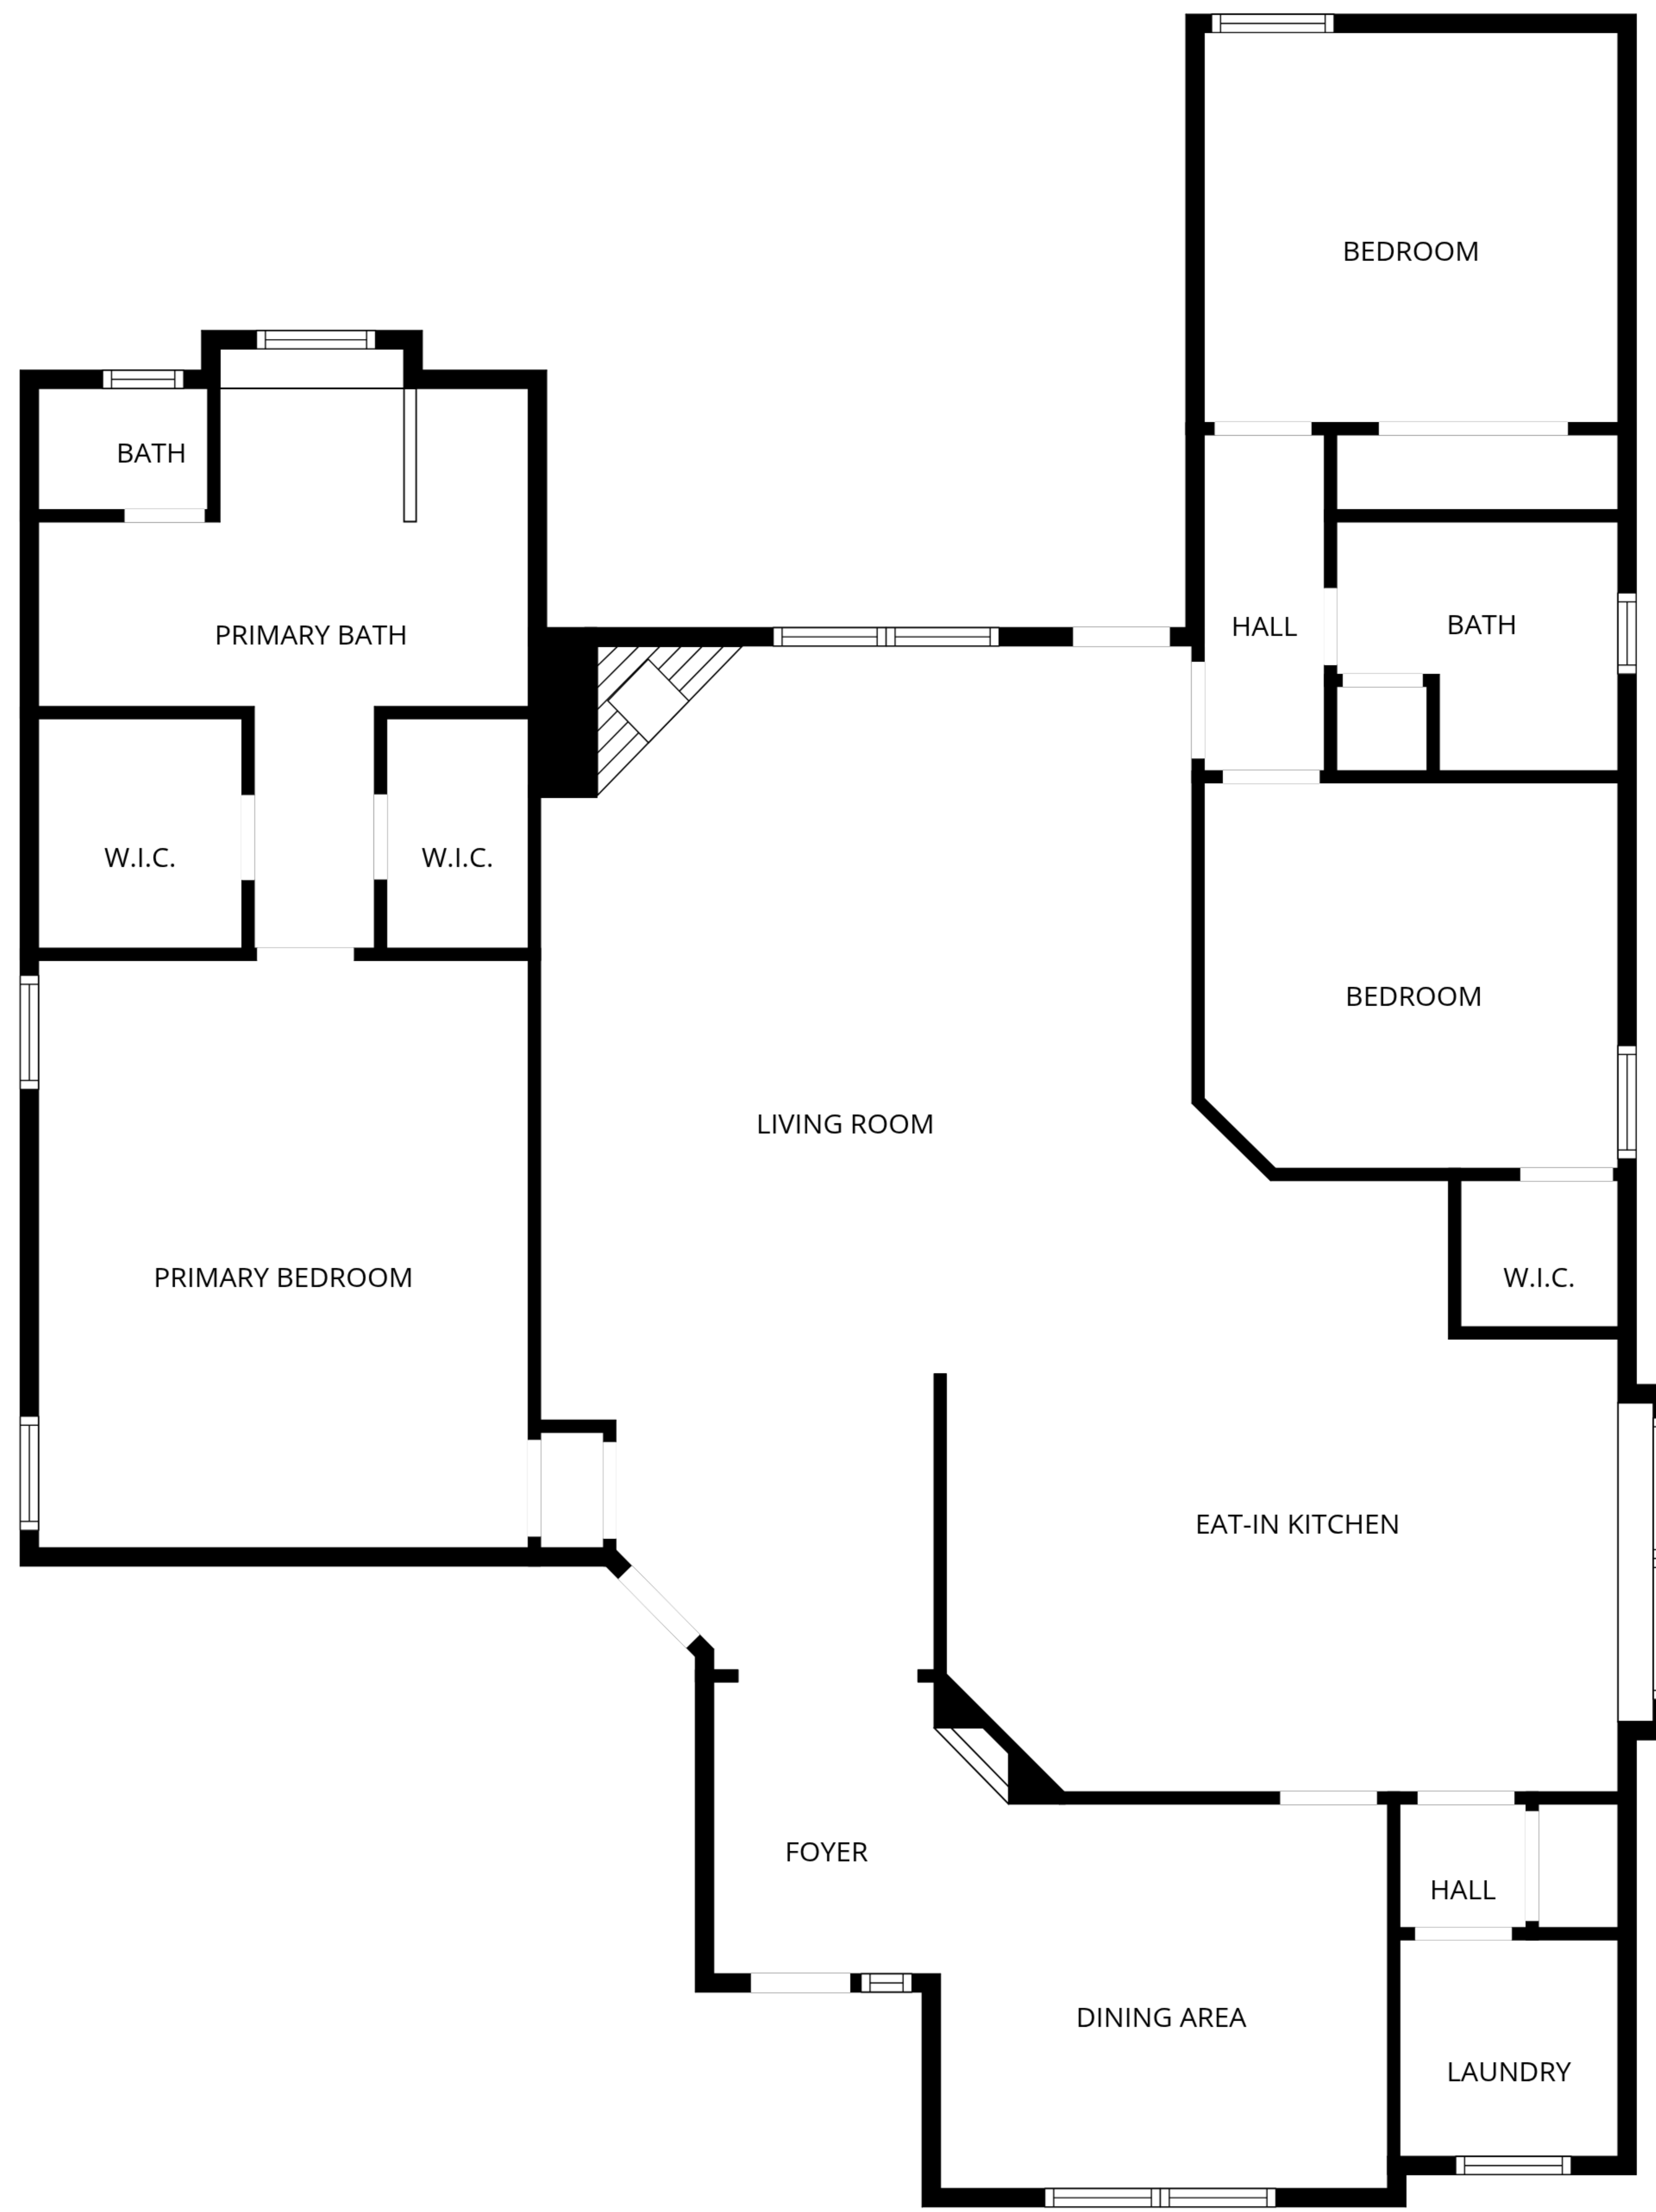 BEDROOM
BATH
PRIMARY BATH
HALL
BATH
W.I.C.
W.I.C.
BEDROOM
LIVING ROOM
PRIMARY BEDROOM
W.I.C.
EAT-IN KITCHEN
FOYER
HALL
DINING AREA
LAUNDRY